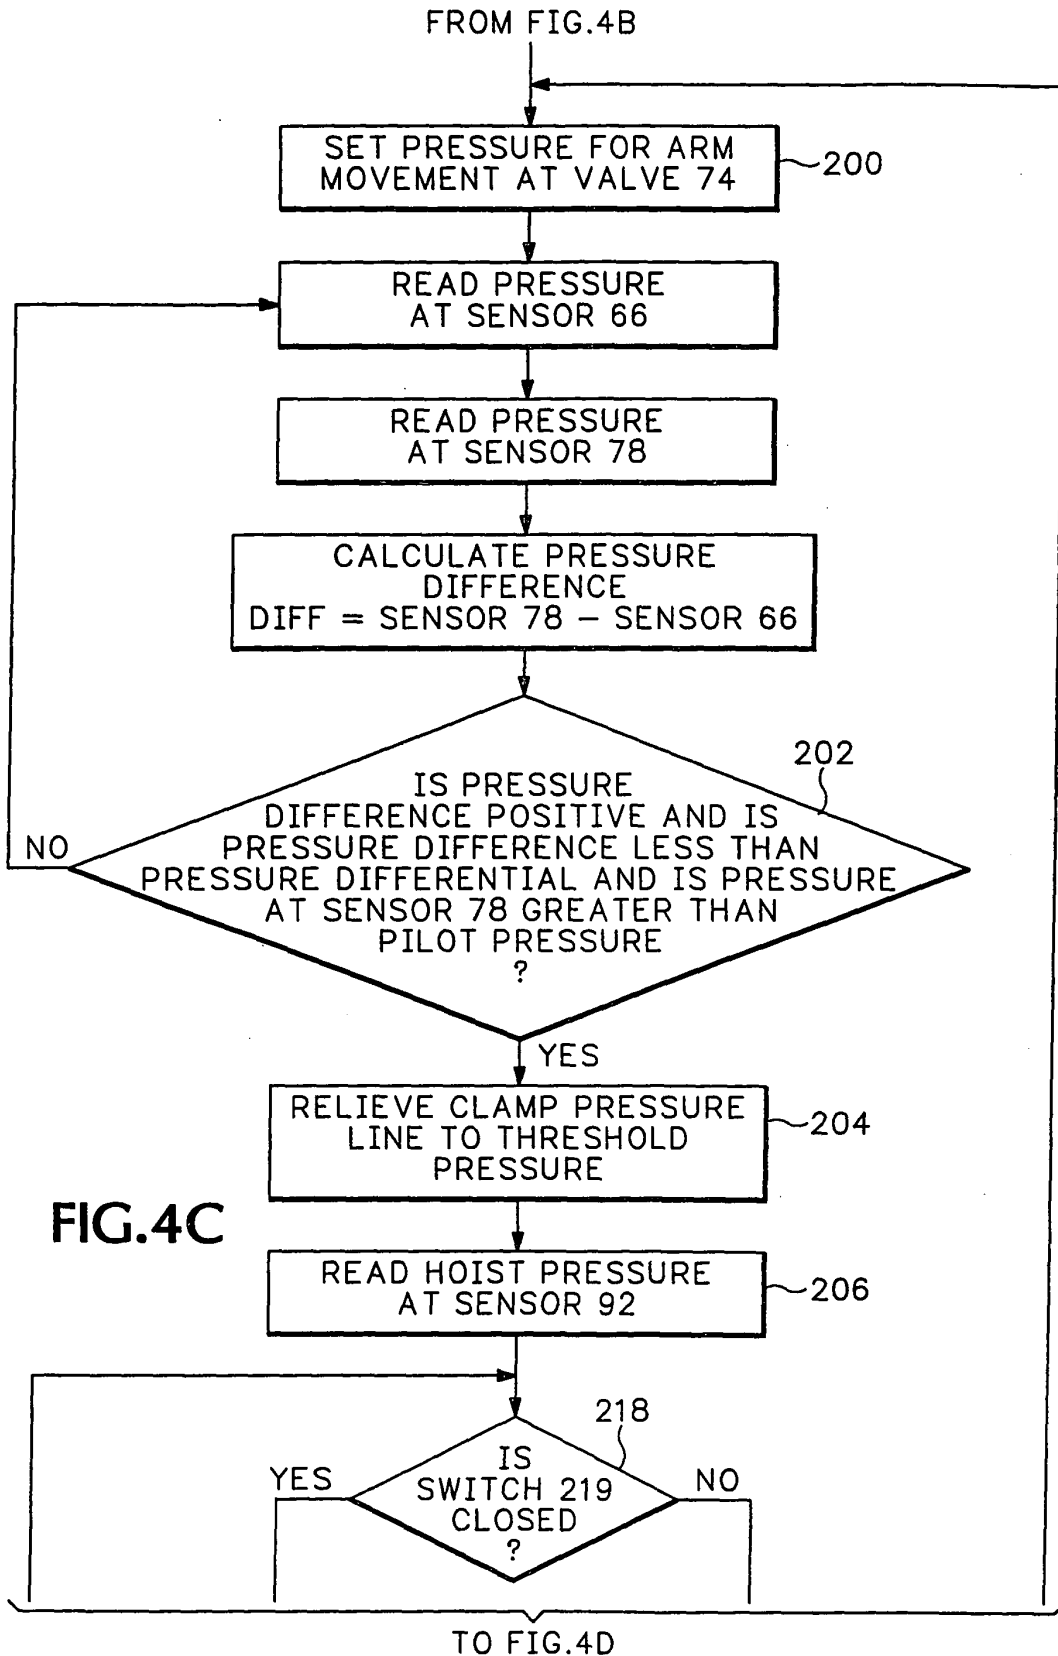 FROM FIG.4B
SET PRESSURE FOR ARM
MOVEMENT AT VALVE 74
200
READ PRESSURE
AT SENSOR 66
READ PRESSURE
AT SENSOR 78
CALCULATE PRESSURE
DIFFERENCE
DIFF = SENSOR 78 – SENSOR 66
202
IS PRESSURE
DIFFERENCE POSITIVE AND IS
PRESSURE DIFFERENCE LESS THAN
PRESSURE DIFFERENTIAL AND IS PRESSURE
AT SENSOR 78 GREATER THAN
PILOT PRESSURE
?
NO
YES
RELIEVE CLAMP PRESSURE
LINE TO THRESHOLD
PRESSURE
204
FIG.4C
READ HOIST PRESSURE
AT SENSOR 92
206
218
IS
SWITCH 219
CLOSED
?
YES
NO
TO FIG.4D